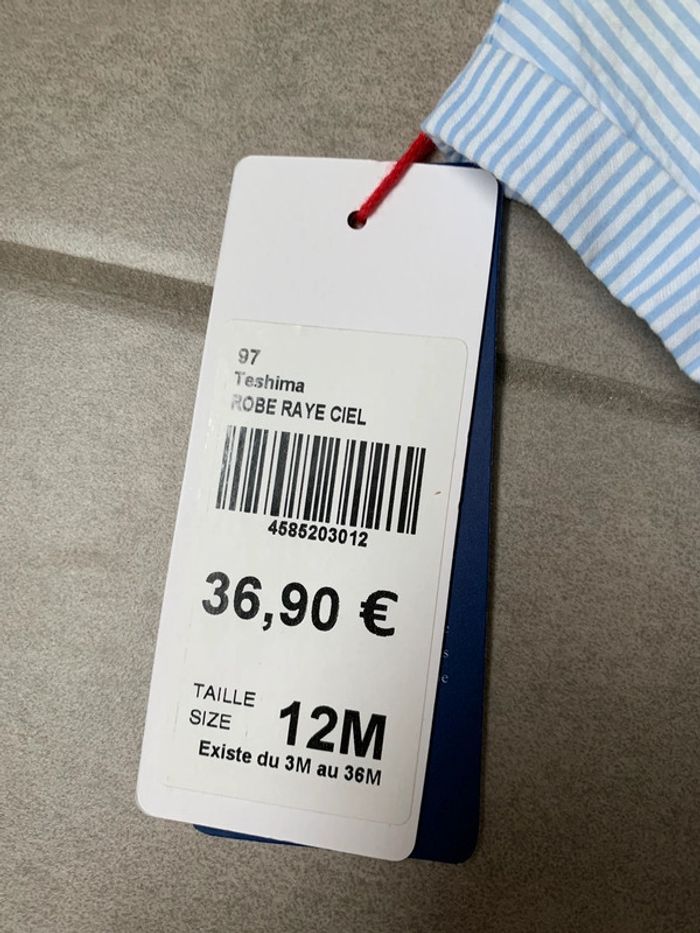 97
Teshima
ROBE RAYE CIEL
4585203012
36,90 €
TAILLE
SIZE
12M
Existe du 3M au 36M